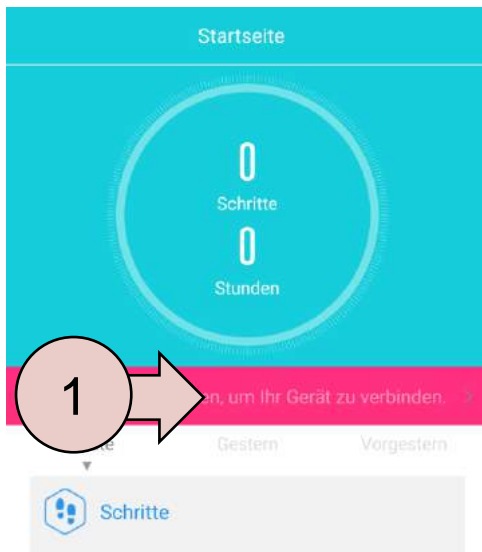 Startseite
0
Schritte
0
Stunden
1
um Ihr Gerät zu verbinden.
Gestern
Vorgestern
Schritte